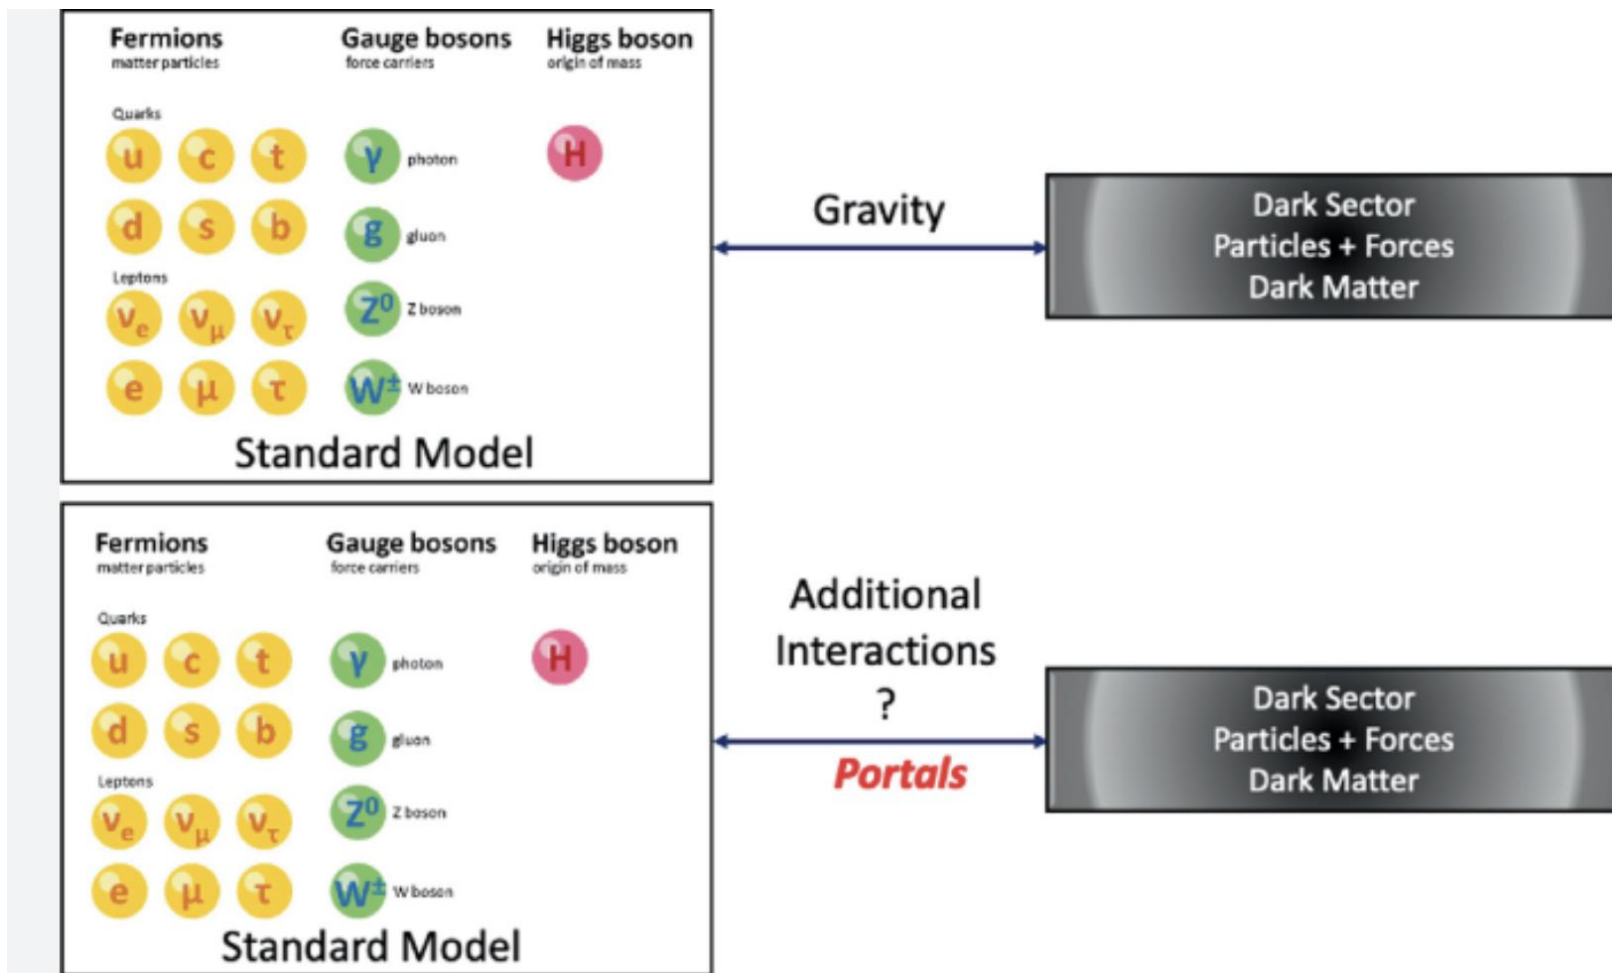 Fermions
matter particles
Gauge bosons
force carriers
Higgs boson
origin of mass
Quarks
u c t
γ photon
H
d s b
g gluon
Leptons
νe νμ ντ
Z⁰ Z boson
e μ τ
W± W boson
Standard Model
Gravity
Dark Sector
Particles + Forces
Dark Matter
Fermions
matter particles
Gauge bosons
force carriers
Higgs boson
origin of mass
Quarks
u c t
γ photon
H
d s b
g gluon
Leptons
νe νμ ντ
Z⁰ Z boson
e μ τ
W± W boson
Standard Model
Additional
Interactions
?
Portals
Dark Sector
Particles + Forces
Dark Matter